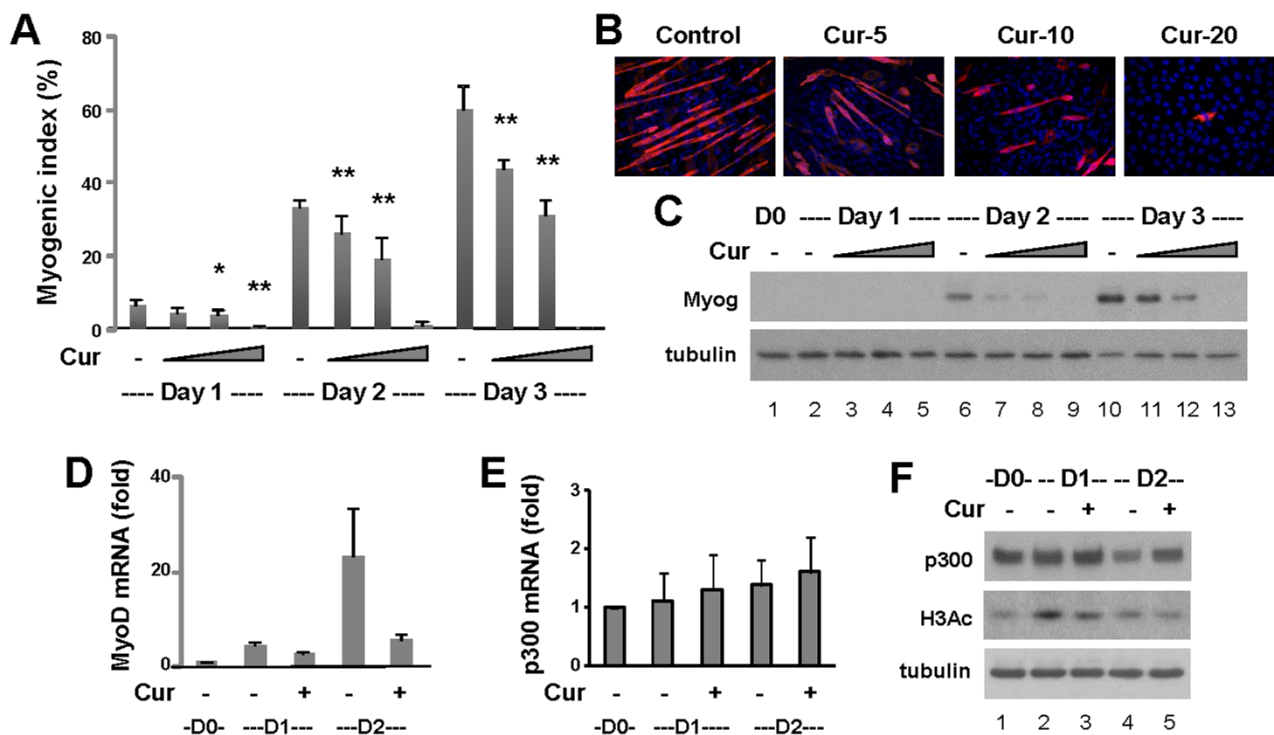 A
Myogenic index (%)
80
60
40
20
0
* ** ** ** ** **
Cur -
---- Day 1 ---- ---- Day 2 ---- ---- Day 3 ----
B
Control Cur-5 Cur-10 Cur-20
C
D0 ---- Day 1 ---- ---- Day 2 ---- ---- Day 3 ----
Cur - - - -
Myog
tubulin
1 2 3 4 5 6 7 8 9 10 11 12 13
D
MyoD mRNA (fold)
40
20
0
Cur - - + - +
-D0- ---D1--- ---D2---
E
p300 mRNA (fold)
3
2
1
0
Cur - - + - +
-D0- ---D1---- ---D2---
F
-D0- -- D1-- -- D2--
Cur - - + - +
p300
H3Ac
tubulin
1 2 3 4 5